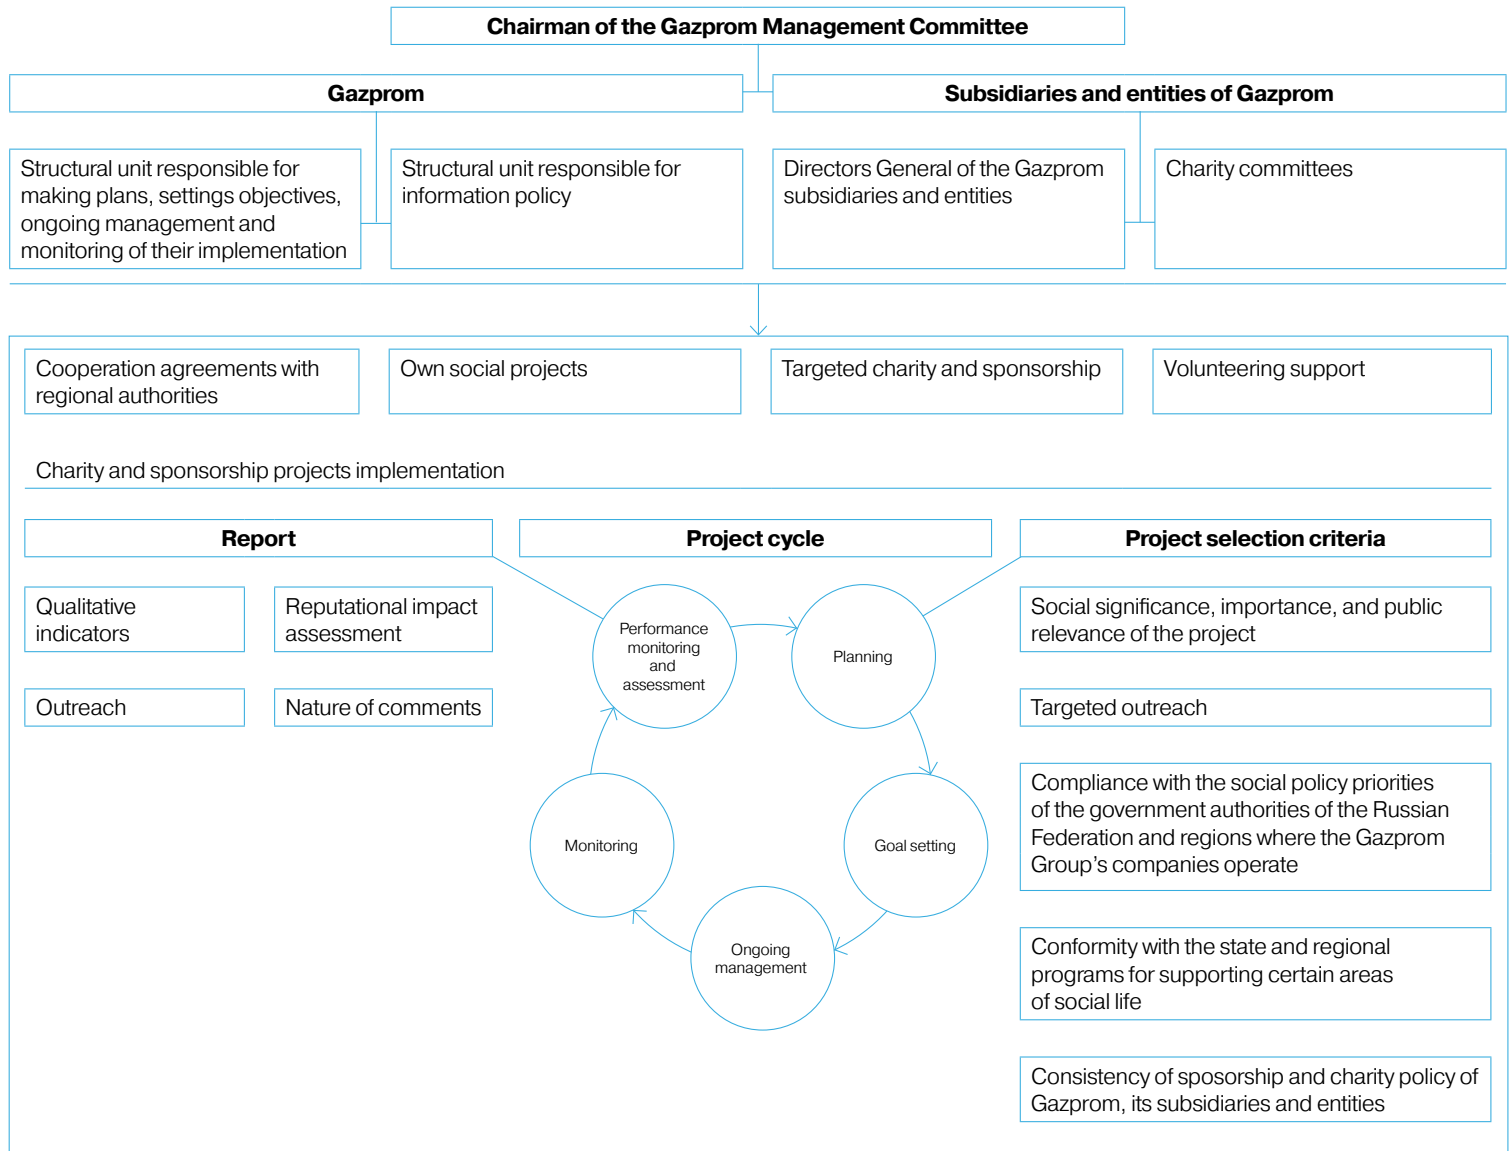 Chairman of the Gazprom Management Committee
Gazprom
Subsidiaries and entities of Gazprom
Structural unit responsible for
making plans, settings objectives,
ongoing management and
monitoring of their implementation
Structural unit responsible for
information policy
Directors General of the Gazprom
subsidiaries and entities
Charity committees
Cooperation agreements with
regional authorities
Own social projects
Targeted charity and sponsorship
Volunteering support
Charity and sponsorship projects implementation
Report
Qualitative
indicators
Reputational impact
assessment
Outreach
Nature of comments
Project cycle
Performance
monitoring
and
assessment
Planning
Goal setting
Ongoing
management
Monitoring
Project selection criteria
Social significance, importance, and public
relevance of the project
Targeted outreach
Compliance with the social policy priorities
of the government authorities of the Russian
Federation and regions where the Gazprom
Group’s companies operate
Conformity with the state and regional
programs for supporting certain areas
of social life
Consistency of sposorship and charity policy of
Gazprom, its subsidiaries and entities